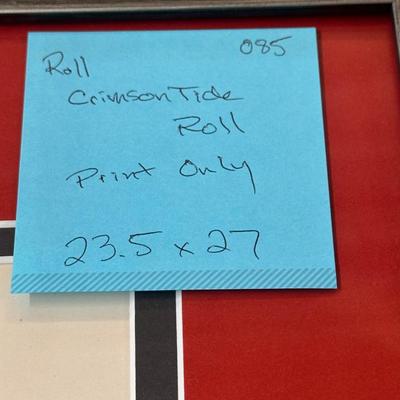 085
Roll
Crimson Tide
Roll
Print Only
23.5 x 27